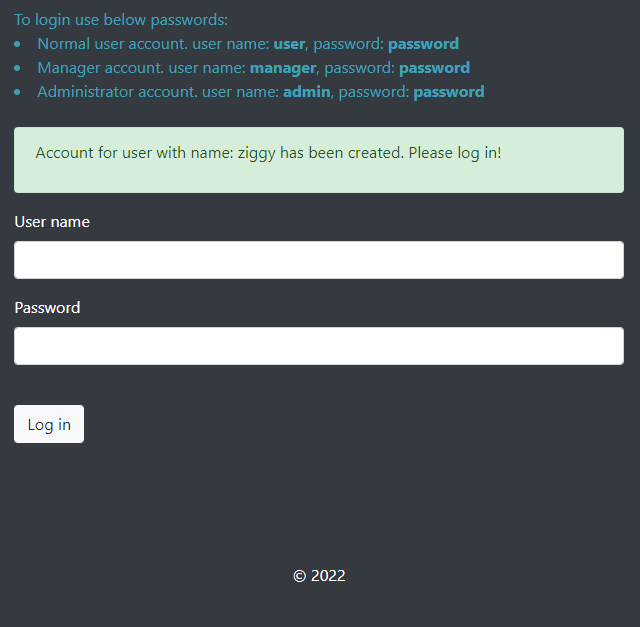 To login use below passwords:
• Normal user account. user name: user, password: password
• Manager account. user name: manager, password: password
• Administrator account. user name: admin, password: password
Account for user with name: ziggy has been created. Please log in!
User name
Password
Log in
© 2022